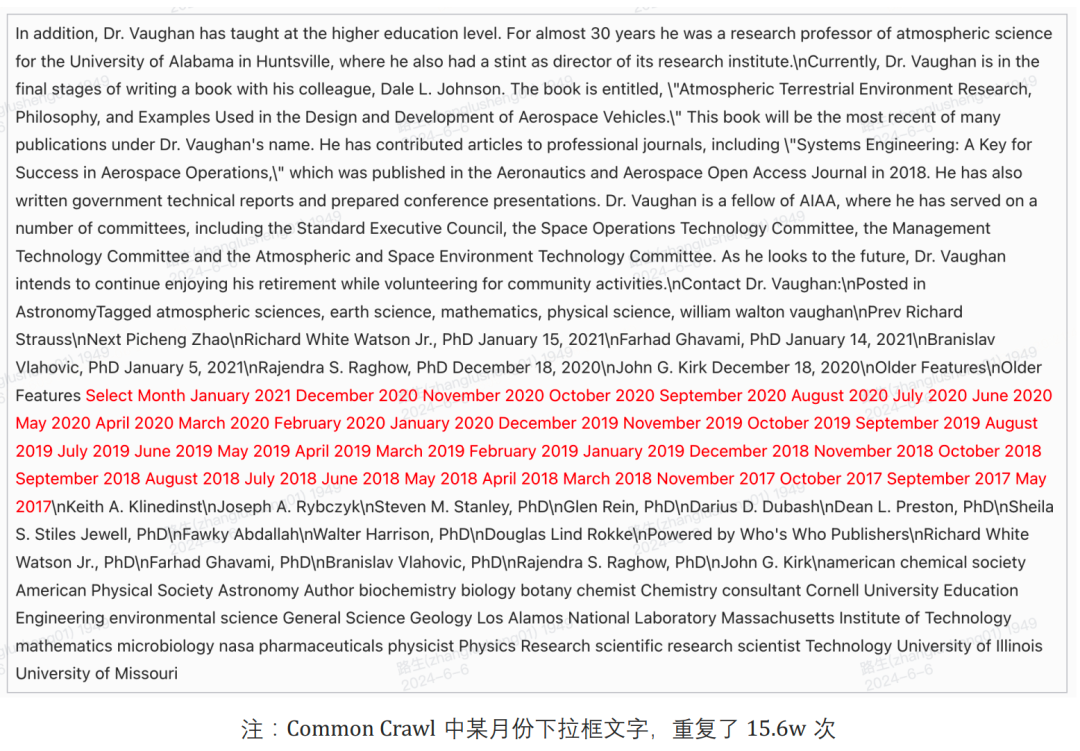 In addition, Dr. Vaughan has taught at the higher education level. For almost 30 years he was a research professor of atmospheric science
for the University of Alabama in Huntsville, where he also had a stint as director of its research institute.\nCurrently, Dr. Vaughan is in the
final stages of writing a book with his colleague, Dale L. Johnson. The book is entitled, \"Atmospheric Terrestrial Environment Research,
Philosophy, and Examples Used in the Design and Development of Aerospace Vehicles.\" This book will be the most recent of many
publications under Dr. Vaughan's name. He has contributed articles to professional journals, including \"Systems Engineering: A Key for
Success in Aerospace Operations,\" which was published in the Aeronautics and Aerospace Open Access Journal in 2018. He has also
written government technical reports and prepared conference presentations. Dr. Vaughan is a fellow of AIAA, where he has served on a
number of committees, including the Standard Executive Council, the Space Operations Technology Committee, the Management
Technology Committee and the Atmospheric and Space Environment Technology Committee. As he looks to the future, Dr. Vaughan
intends to continue enjoying his retirement while volunteering for community activities.\nContact Dr. Vaughan:\nPosted in
AstronomyTagged atmospheric sciences, earth science, mathematics, physical science, william walton vaughan\nPrev Richard
Strauss\nNext Picheng Zhao\nRichard White Watson Jr., PhD January 15, 2021\nFarhad Ghavami, PhD January 14, 2021\nBranislav
Vlahovic, PhD January 5, 2021\nRajendra S. Raghow, PhD December 18, 2020\nJohn G. Kirk December 18, 2020\nOlder Features\nOlder
Features Select Month January 2021 December 2020 November 2020 October 2020 September 2020 August 2020 July 2020 June 2020
May 2020 April 2020 March 2020 February 2020 January 2020 December 2019 November 2019 October 2019 September 2019 August
2019 July 2019 June 2019 May 2019 April 2019 March 2019 February 2019 January 2019 December 2018 November 2018 October 2018
September 2018 August 2018 July 2018 June 2018 May 2018 April 2018 March 2018 November 2017 October 2017 September 2017 May
2017\nKeith A. Klinedinst\nJoseph A. Rybczyk\nSteven M. Stanley, PhD\nGlen Rein, PhD\nDarius D. Dubash\nDean L. Preston, PhD\nSheila
S. Stiles Jewell, PhD\nFawky Abdallah\nWalter Harrison, PhD\nDouglas Lind Rokke\nPowered by Who's Who Publishers\nRichard White
Watson Jr., PhD\nFarhad Ghavami, PhD\nBranislav Vlahovic, PhD\nRajendra S. Raghow, PhD\nJohn G. Kirk\namerican chemical society
American Physical Society Astronomy Author biochemistry biology botany chemist Chemistry consultant Cornell University Education
Engineering environmental science General Science Geology Los Alamos National Laboratory Massachusetts Institute of Technology
mathematics microbiology nasa pharmaceuticals physicist Physics Research scientific research scientist Technology University of Illinois
University of Missouri
注：Common Crawl 中某月份下拉框文字，重复了 15.6w 次